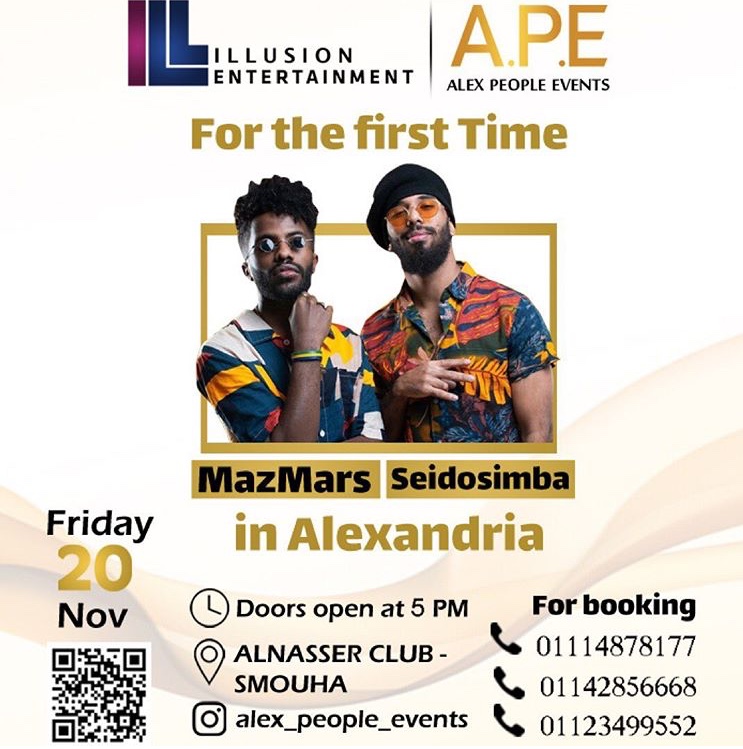 ILL ILLUSION
ENTERTAINMENT
A.P.E
ALEX PEOPLE EVENTS
For the first Time
MazMars Seidosimba
in Alexandria
Friday
20
Nov
Doors open at 5 PM
ALNASSER CLUB -
SMOUHA
alex_people_events
For booking
01114878177
01142856668
01123499552